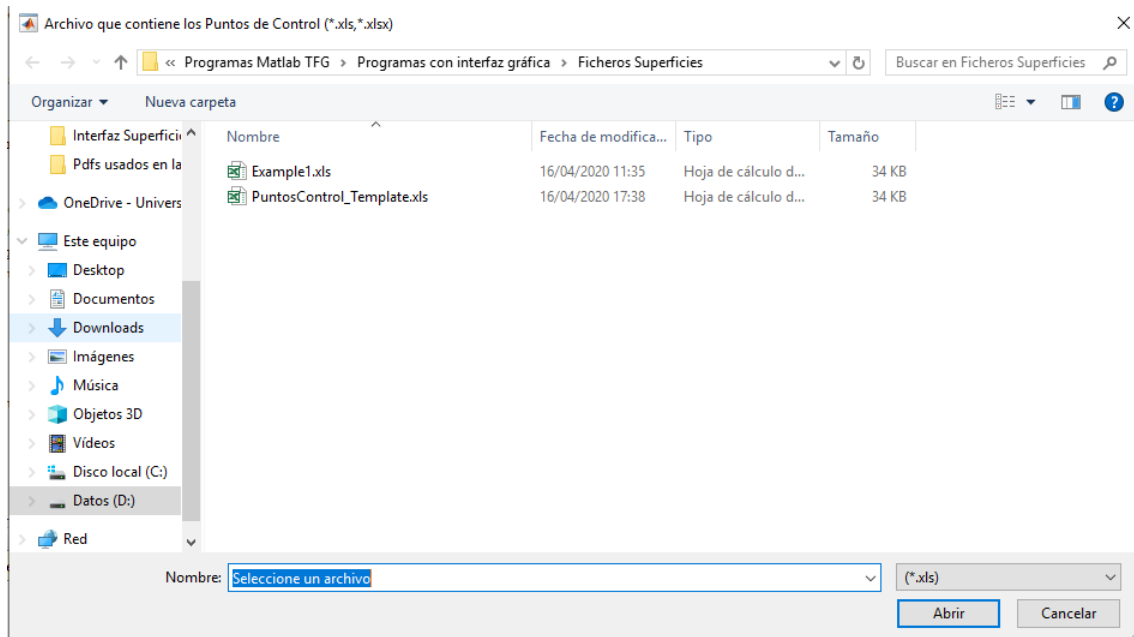 Archivo que contiene los Puntos de Control (*.xls,*.xlsx)
« Programas Matlab TFG > Programas con interfaz gráfica > Ficheros Superficies
Buscar en Ficheros Superficies
Organizar
Nueva carpeta
Interfaz Superficie
Pdfs usados en la
OneDrive - Univers
Este equipo
Desktop
Documentos
Downloads
Imágenes
Música
Objetos 3D
Vídeos
Disco local (C:)
Datos (D:)
Red
Nombre Fecha de modifica... Tipo Tamaño
Example1.xls 16/04/2020 11:35 Hoja de cálculo d... 34 KB
PuntosControl_Template.xls 16/04/2020 17:38 Hoja de cálculo d... 34 KB
Nombre: Seleccione un archivo (*.xls)
Abrir Cancelar